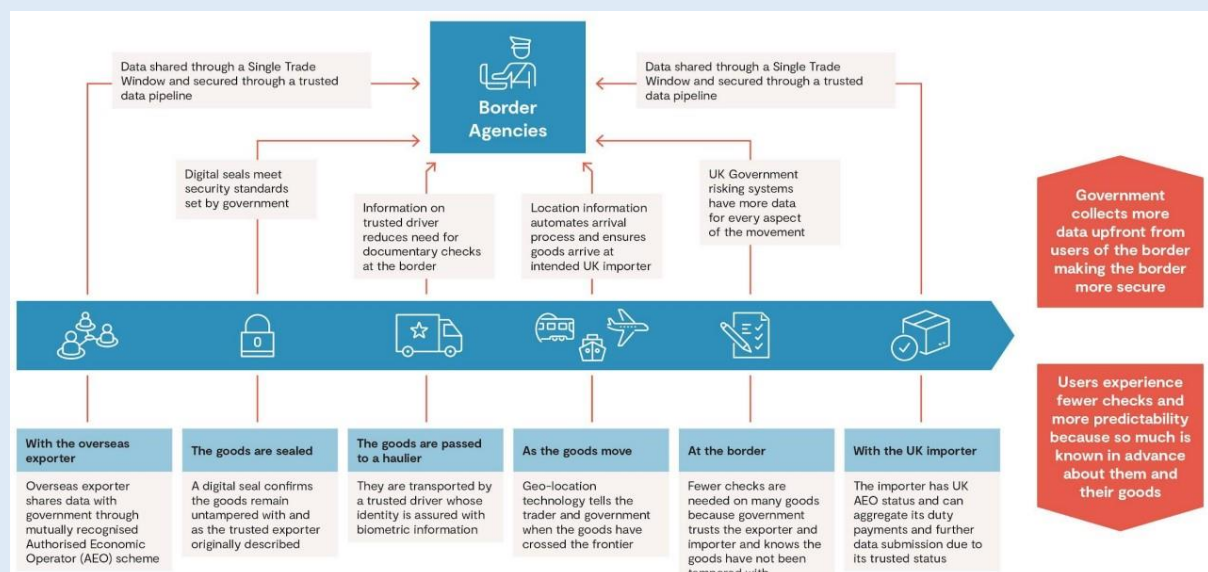 Data shared through a Single Trade
Window and secured through a trusted
data pipeline
Border
Agencies
Data shared through a Single Trade
Window and secured through a trusted
data pipeline
Digital seals meet
security standards
set by government
Information on
trusted driver
reduces need for
documentary checks
at the border
Location information
automates arrival
process and ensures
goods arrive at
intended UK importer
UK Government
risking systems
have more data
for every aspect
of the movement
Government
collects more
data upfront from
users of the border
making the border
more secure
With the overseas
exporter
Overseas exporter
shares data with
government through
mutually recognised
Authorised Economic
Operator (AEO) scheme
The goods are sealed
A digital seal confirms
the goods remain
untampered with and
as the trusted exporter
originally described
The goods are passed
to a haulier
They are transported by
a trusted driver whose
identity is assured with
biometric information
As the goods move
Geo-location
technology tells the
trader and government
when the goods have
crossed the frontier
At the border
Fewer checks are
needed on many goods
because government
trusts the exporter and
importer and knows the
goods have not been
tampered with
With the UK importer
The importer has UK
AEO status and can
aggregate its duty
payments and further
data submission due to
its trusted status
Users experience
fewer checks and
more predictability
because so much is
known in advance
about them and
their goods